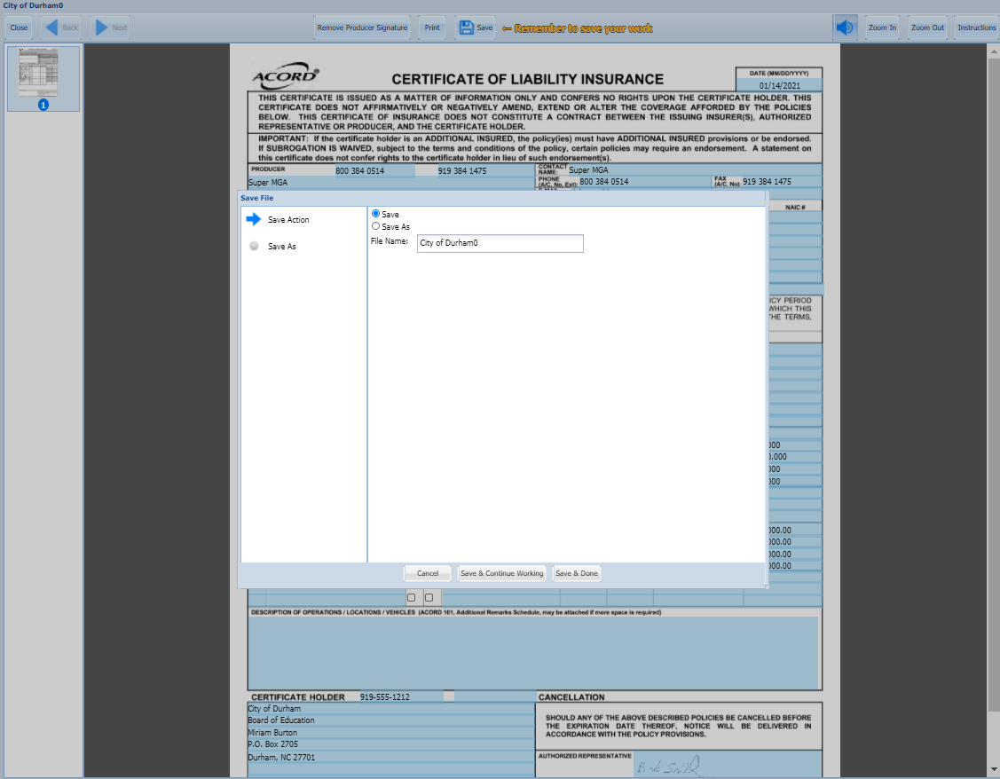 City of Durham0
Close
Back
Next
Remove Producer Signature
Print
Save
⇐ Remember to save your work
Zoom In
Zoom Out
Instructions
1
ACORD®
CERTIFICATE OF LIABILITY INSURANCE
DATE (MM/DD/YYYY)
01/14/2021
THIS CERTIFICATE IS ISSUED AS A MATTER OF INFORMATION ONLY AND CONFERS NO RIGHTS UPON THE CERTIFICATE HOLDER. THIS
CERTIFICATE DOES NOT AFFIRMATIVELY OR NEGATIVELY AMEND, EXTEND OR ALTER THE COVERAGE AFFORDED BY THE POLICIES
BELOW. THIS CERTIFICATE OF INSURANCE DOES NOT CONSTITUTE A CONTRACT BETWEEN THE ISSUING INSURER(S), AUTHORIZED
REPRESENTATIVE OR PRODUCER, AND THE CERTIFICATE HOLDER.
IMPORTANT: If the certificate holder is an ADDITIONAL INSURED, the policy(ies) must have ADDITIONAL INSURED provisions or be endorsed.
If SUBROGATION IS WAIVED, subject to the terms and conditions of the policy, certain policies may require an endorsement. A statement on
this certificate does not confer rights to the certificate holder in lieu of such endorsement(s).
PRODUCER
800 384 0514
919 384 1475
CONTACT
NAME:
Super MGA
Super MGA
PHONE
(A/C, No, Ext):
800 384 0514
FAX
(A/C, No):
919 384 1475
Save File
NAIC #
Save Action
Save As
Save
Save As
File Name:
City of Durham0
ICY PERIOD
WHICH THIS
HE TERMS,
000
0,000
000
000
000.00
000.00
000.00
000.00
Cancel
Save & Continue Working
Save & Done
DESCRIPTION OF OPERATIONS / LOCATIONS / VEHICLES (ACORD 101, Additional Remarks Schedule, may be attached if more space is required)
CERTIFICATE HOLDER
919-555-1212
CANCELLATION
City of Durham
Board of Education
Miriam Burton
P.O. Box 2705
Durham, NC 27701
SHOULD ANY OF THE ABOVE DESCRIBED POLICIES BE CANCELLED BEFORE
THE EXPIRATION DATE THEREOF, NOTICE WILL BE DELIVERED IN
ACCORDANCE WITH THE POLICY PROVISIONS.
AUTHORIZED REPRESENTATIVE